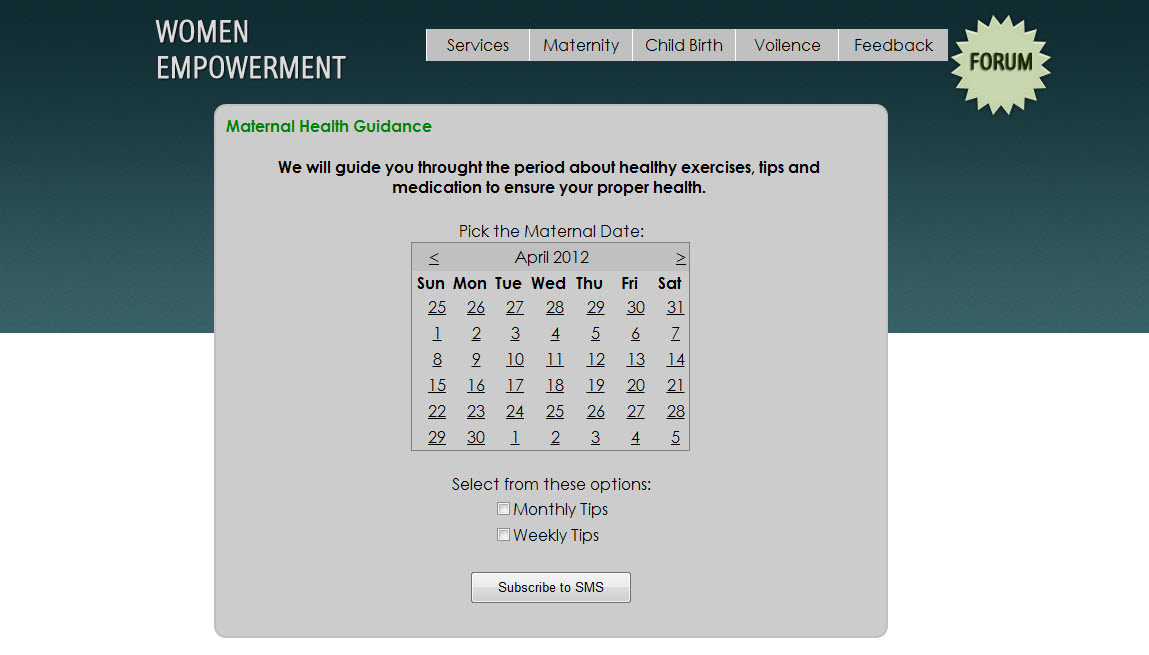 WOMEN
EMPOWERMENT
Services Maternity Child Birth Voilence Feedback
FORUM
Maternal Health Guidance
We will guide you throught the period about healthy exercises, tips and
medication to ensure your proper health.
Pick the Maternal Date:
< April 2012 >
Sun Mon Tue Wed Thu Fri Sat
25 26 27 28 29 30 31
1 2 3 4 5 6 7
8 9 10 11 12 13 14
15 16 17 18 19 20 21
22 23 24 25 26 27 28
29 30 1 2 3 4 5
Select from these options:
Monthly Tips
Weekly Tips
Subscribe to SMS